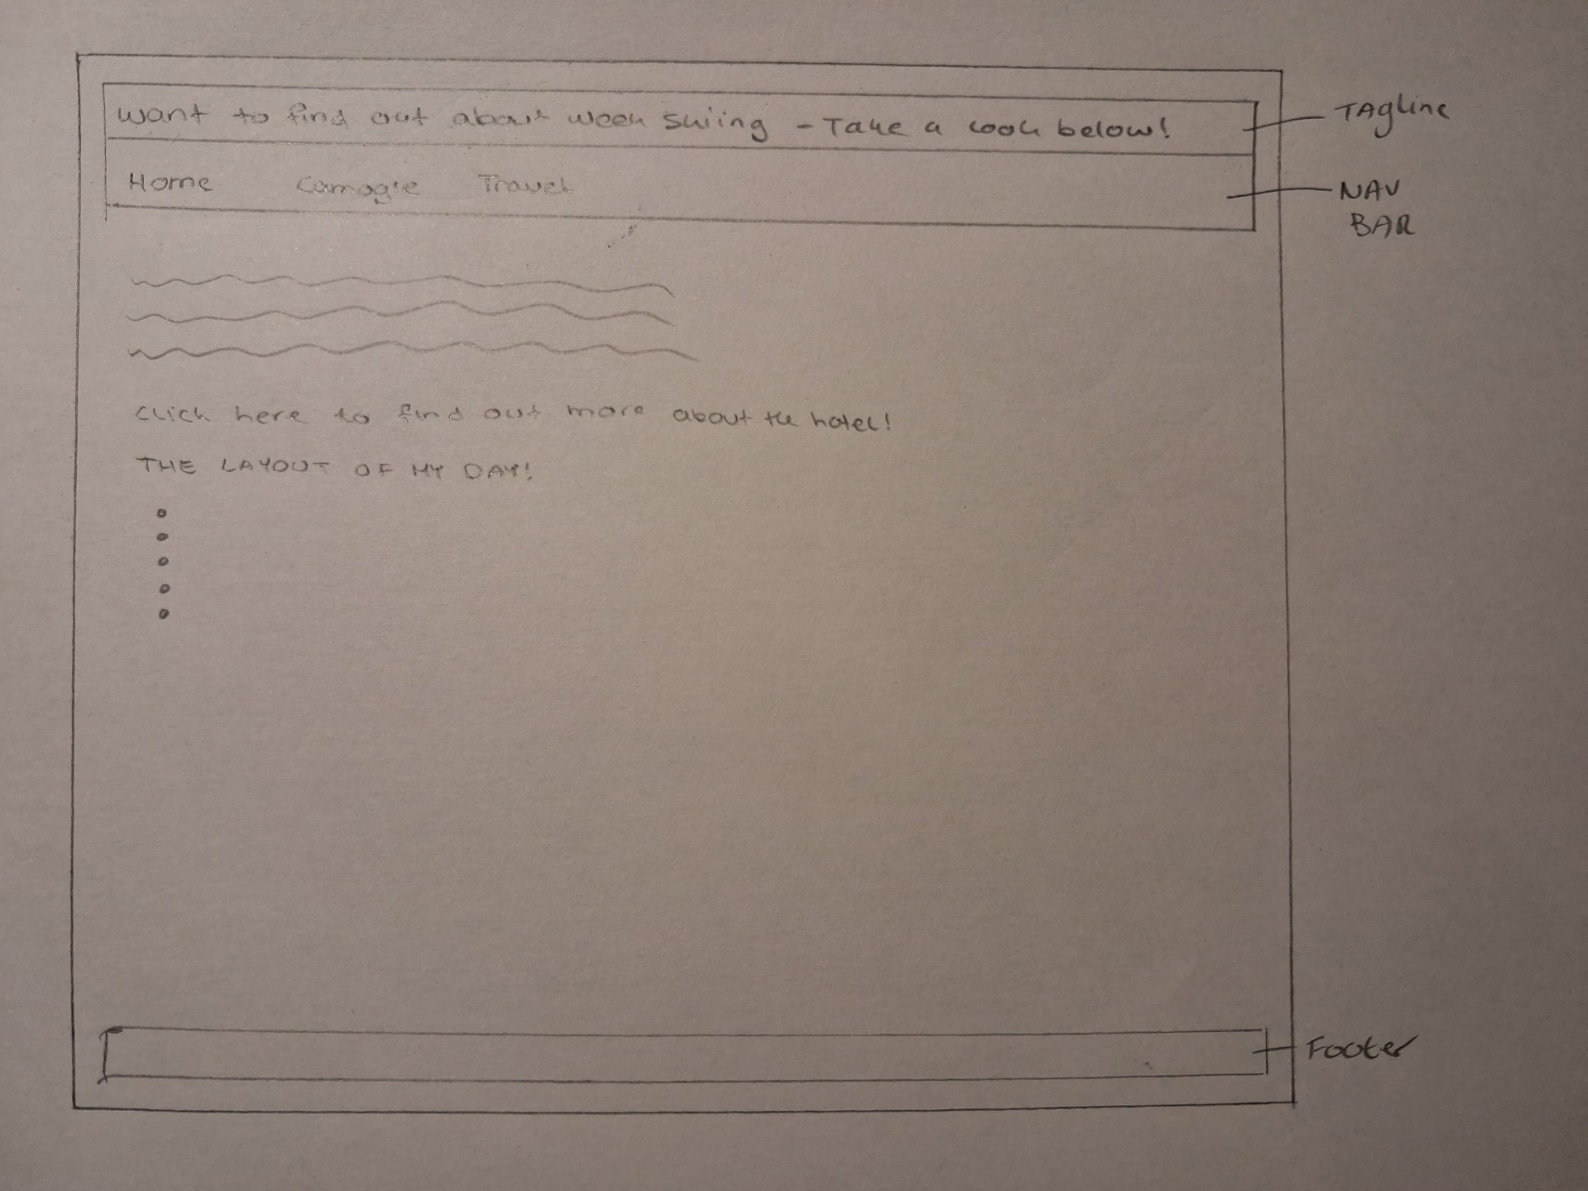 Want to find out about week skiing - Take a look below!
TAgline
Home Camogie Travel
NAV
BAR
Click here to find out more about the hotel!
THE LAYOUT OF MY DAY!
Footer